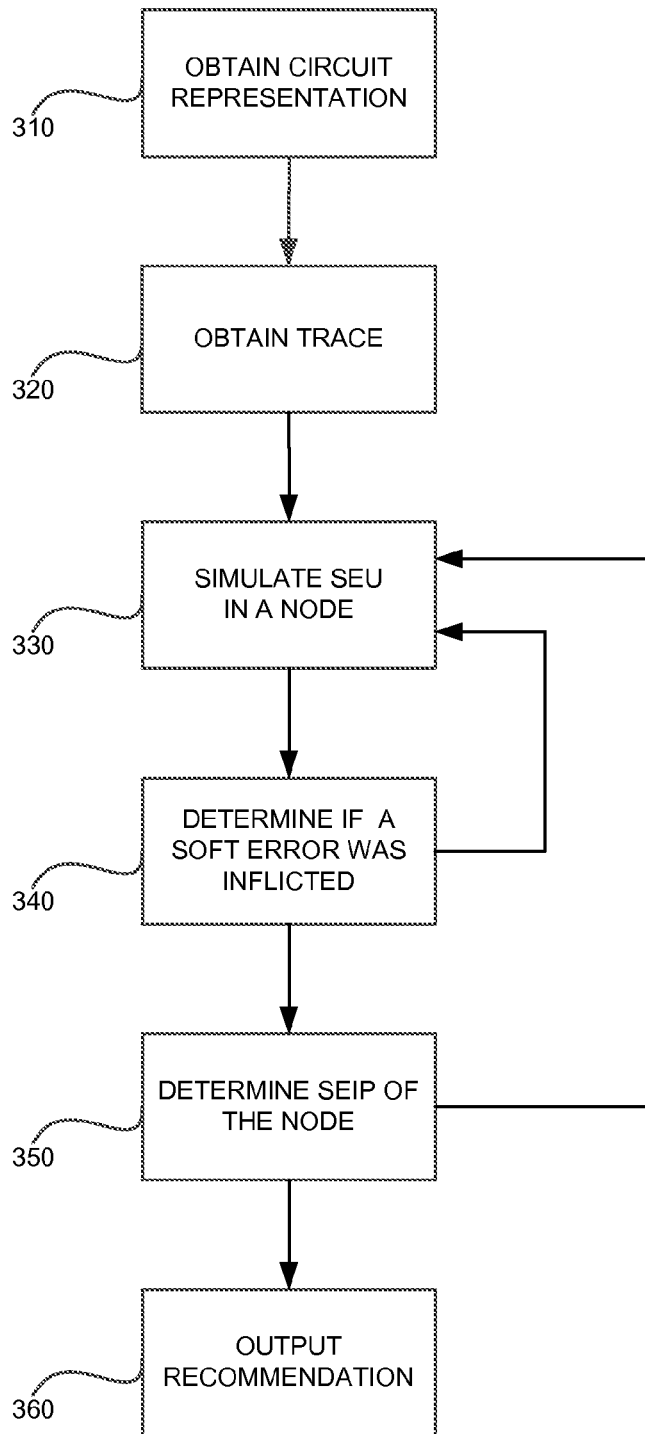 OBTAIN CIRCUIT
REPRESENTATION
310
OBTAIN TRACE
320
SIMULATE SEU
IN A NODE
330
DETERMINE IF A
SOFT ERROR WAS
INFLICTED
340
DETERMINE SEIP OF
THE NODE
350
OUTPUT
RECOMMENDATION
360